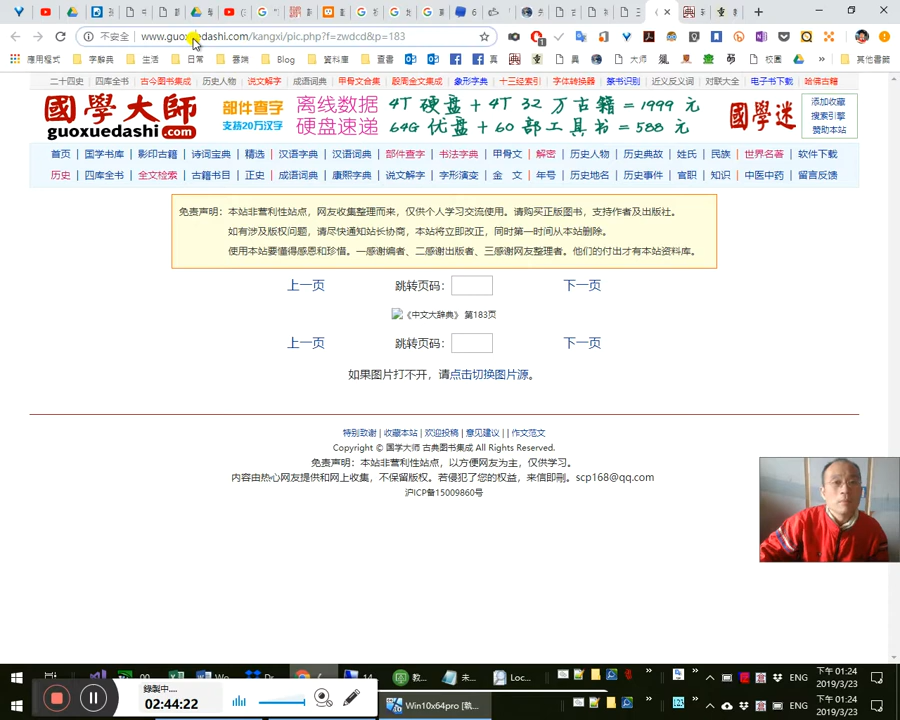 不安全 www.guoxuedashi.com/kangxi/pic.php?f=zwdcd&p=183
應用程式 字辭典 生活 日常 雲端 Blog 資料庫 查書 真 大师 校園 其他書籤
二十四史 四库全书 古今图书集成 历史人物 说文解字 成语词典 甲骨文合集 殷周金文集成 象形字典 十三经索引 字体转换器 篆书识别 近义反义词 对联大全 电子书下载 哈佛古籍
國學大師
guoxuedashi.com
部件查字
支持20万汉字
离线数据
硬盘速递
4T 硬盘 + 4T 32 万古籍 = 1999 元
64G 优盘 + 60 部工具书 = 588 元
國學迷
添加收藏
搜索引擎
赞助本站
首页 | 国学书库 | 影印古籍 | 诗词宝典 | 精选 | 汉语字典 | 汉语词典 | 部件查字 | 书法字典 | 甲骨文 | 解密 | 历史人物 | 历史典故 | 姓氏 | 民族 | 世界名著 | 软件下载
历史 | 四库全书 | 全文检索 | 古籍书目 | 正史 | 成语词典 | 康熙字典 | 说文解字 | 字形演变 | 金 文 | 年号 | 历史地名 | 历史事件 | 官职 | 知识 | 中医中药 | 留言反馈
免责声明：本站非营利性站点，网友收集整理而来，仅供个人学习交流使用。请购买正版图书，支持作者及出版社。
如有涉及版权问题，请尽快通知站长协商，本站将立即改正，同时第一时间从本站删除。
使用本站要懂得感恩和珍惜。一感谢编者、二感谢出版者、三感谢网友整理者。他们的付出才有本站资料库。
上一页 跳转页码： 下一页
《中文大辞典》 第183页
上一页 跳转页码： 下一页
如果图片打不开，请点击切换图片源。
特别致谢 | 收藏本站 | 欢迎投稿 | 意见建议 | | 作文范文
Copyright © 国学大师 古典图书集成 All Rights Reserved.
免责声明：本站非营利性站点，以方便网友为主，仅供学习。
内容由热心网友提供和网上收集，不保留版权。若侵犯了您的权益，来信即刪。scp168@qq.com
沪ICP备15009860号
ENG 下午 01:24
2019/3/23
錄製中....
02:44:22
Win10x64pro [執
ENG 下午 01:24
2019/3/23